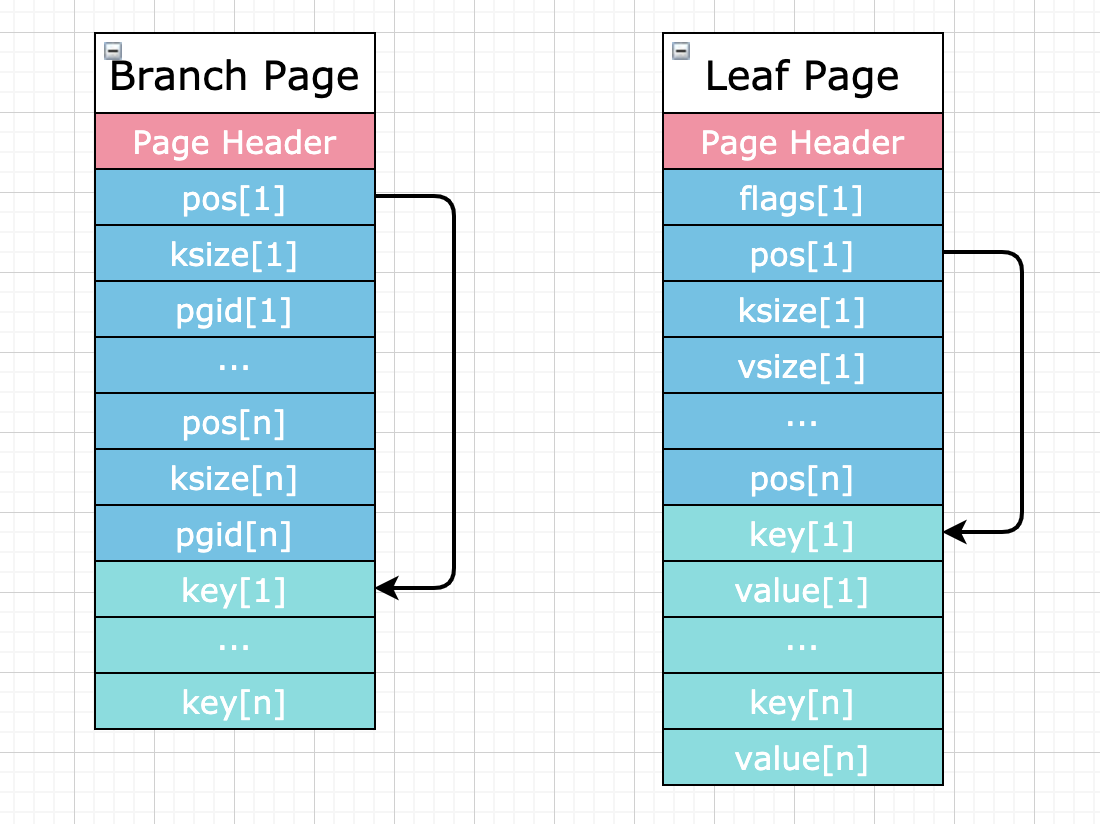 Branch Page
Page Header
pos[1]
ksize[1]
pgid[1]
...
pos[n]
ksize[n]
pgid[n]
key[1]
...
key[n]
Leaf Page
Page Header
flags[1]
pos[1]
ksize[1]
vsize[1]
...
pos[n]
key[1]
value[1]
...
key[n]
value[n]